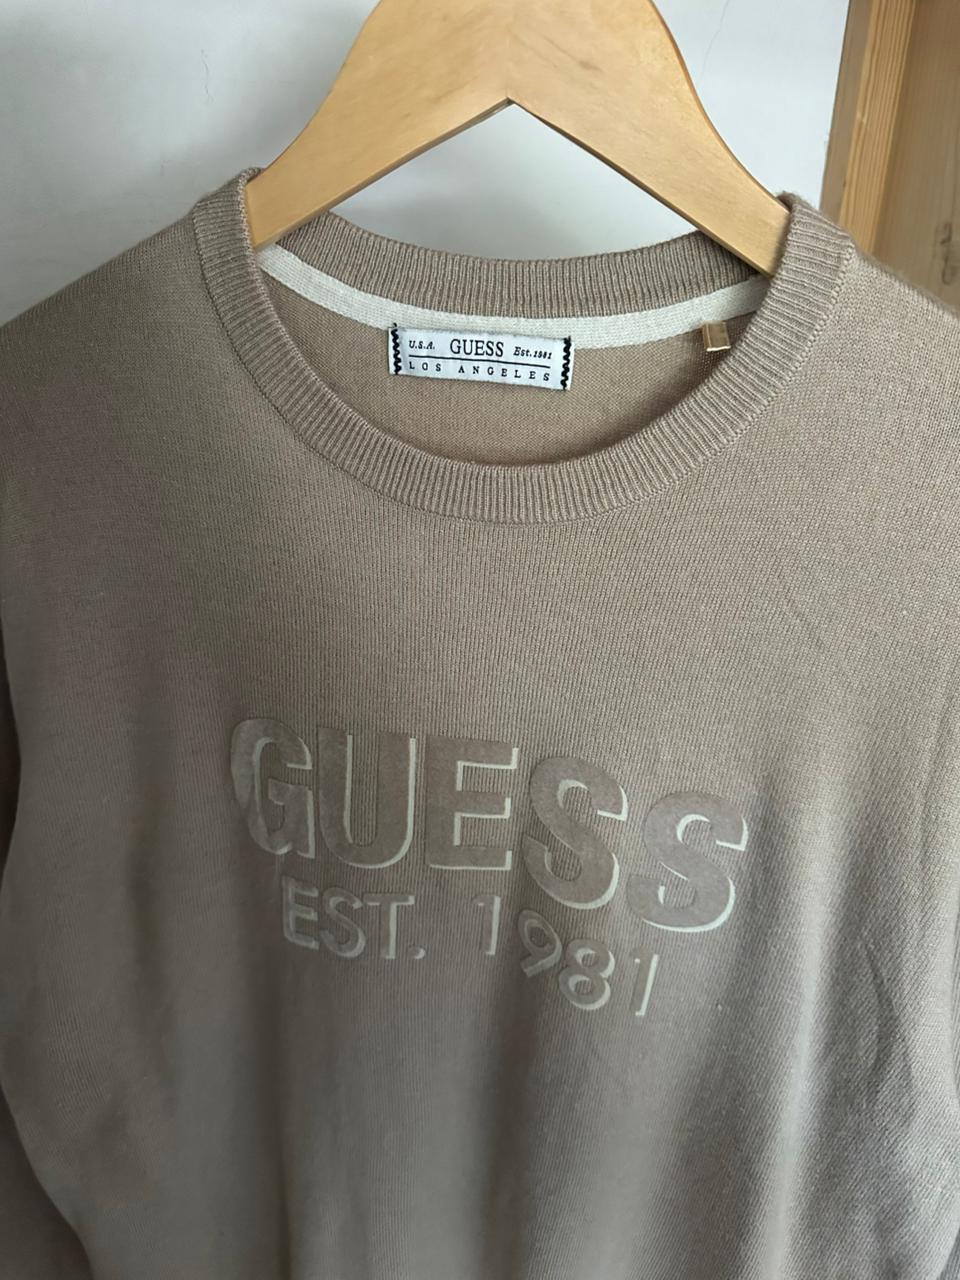 U.S.A. GUESS Est.1981
LOS ANGELES
GUESS
EST. 1981